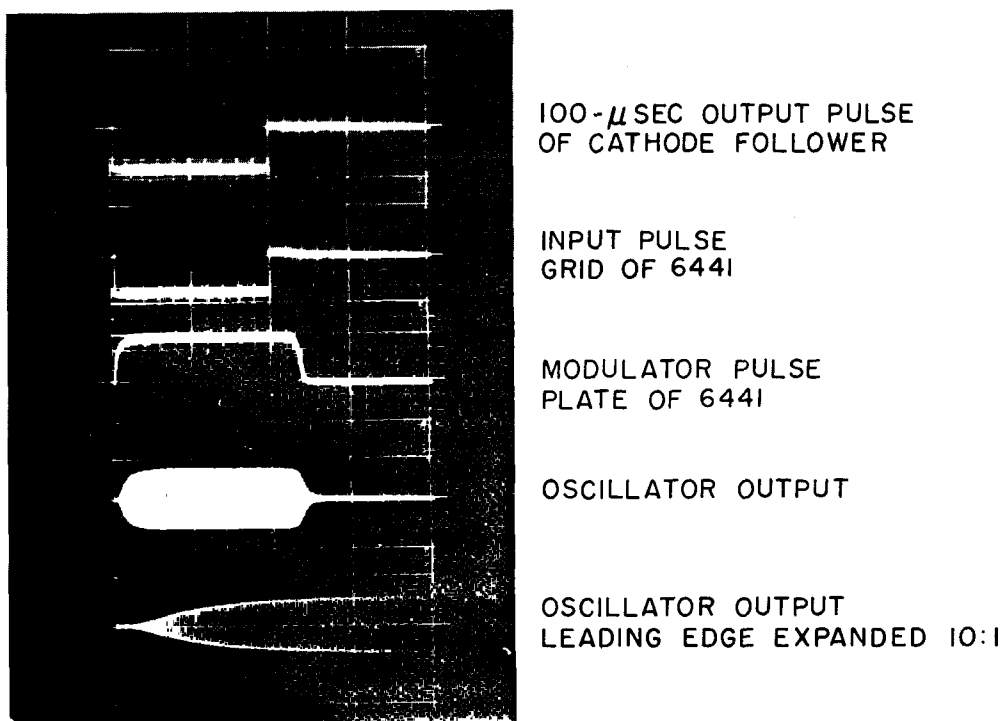 100-μSEC OUTPUT PULSE
OF CATHODE FOLLOWER
INPUT PULSE
GRID OF 6441
MODULATOR PULSE
PLATE OF 6441
OSCILLATOR OUTPUT
OSCILLATOR OUTPUT
LEADING EDGE EXPANDED 10:1